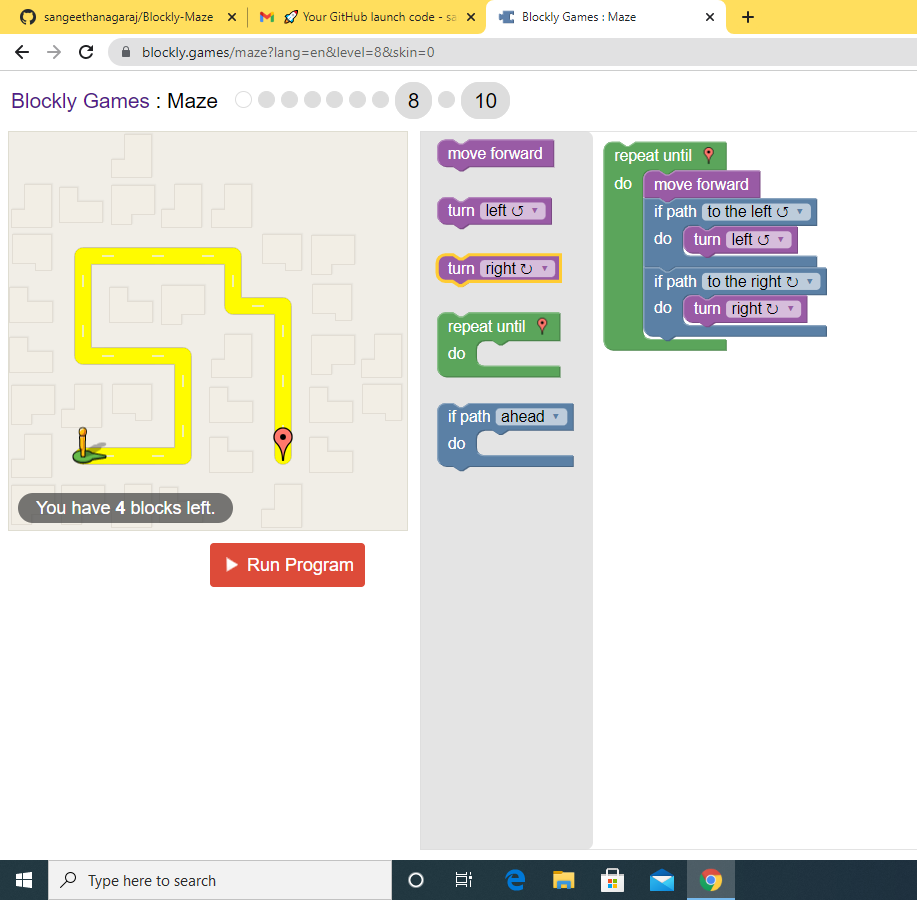 sangeethanagaraj/Blockly-Maze
Your GitHub launch code - sa
Blockly Games : Maze
blockly.games/maze?lang=en&level=8&skin=0
Blockly Games : Maze 8 10
move forward
turn left ↺ ▾
turn right ↻ ▾
repeat until
do
if path ahead ▾
do
repeat until
do move forward
if path to the left ↺ ▾
do turn left ↺ ▾
if path to the right ↻ ▾
do turn right ↻ ▾
You have 4 blocks left.
Run Program
Type here to search